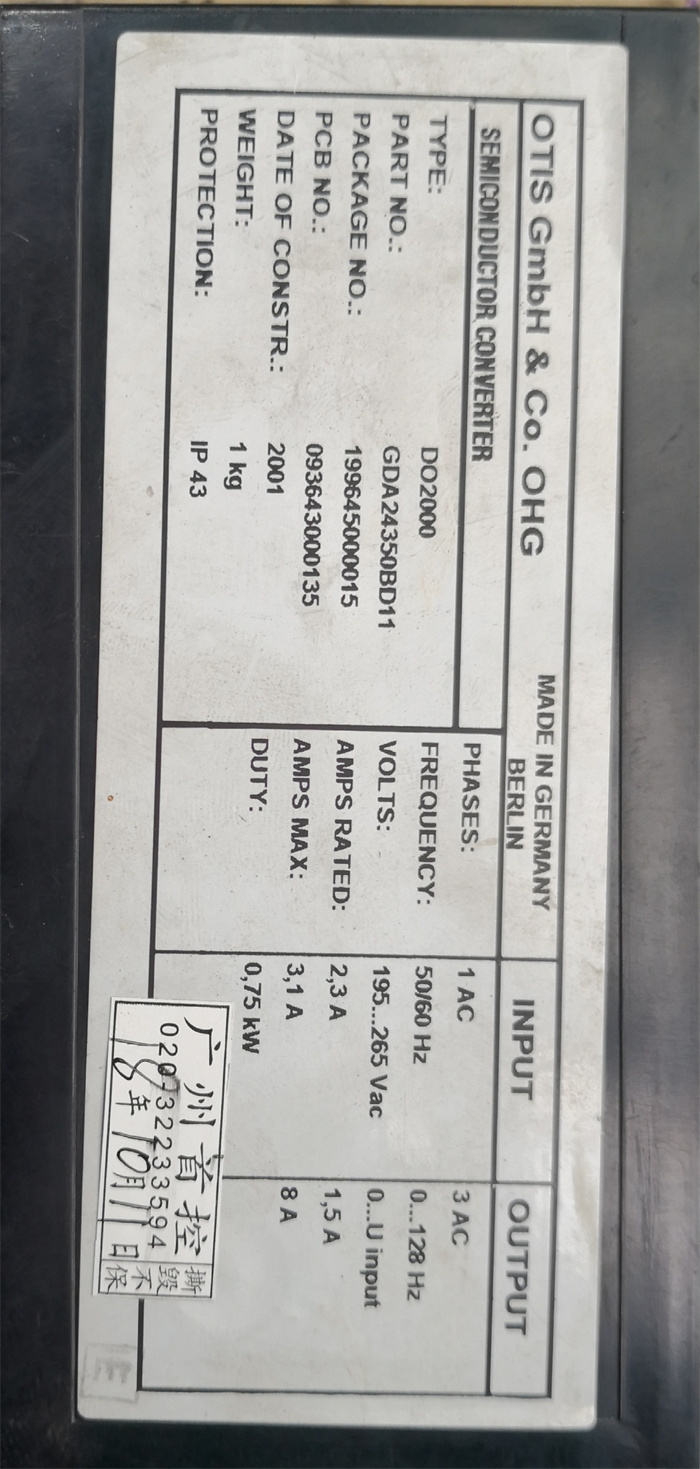 OTIS GmbH & Co. OHG
MADE IN GERMANY
BERLIN
INPUT
OUTPUT
SEMICONDUCTOR CONVERTER
TYPE: DO2000
PART NO.: GDA24350BD11
PACKAGE NO.: 199645000015
PCB NO.: 093643000135
DATE OF CONSTR.: 2001
WEIGHT: 1 kg
PROTECTION: IP 43
PHASES: 1 AC 3 AC
FREQUENCY: 50/60 Hz 0...128 Hz
VOLTS: 195...265 Vac 0...U input
AMPS RATED: 2,3 A 1,5 A
AMPS MAX: 3,1 A 8 A
DUTY: 0,75 kW
广州首控
020-32233594
18年10月11日
撕毁不保